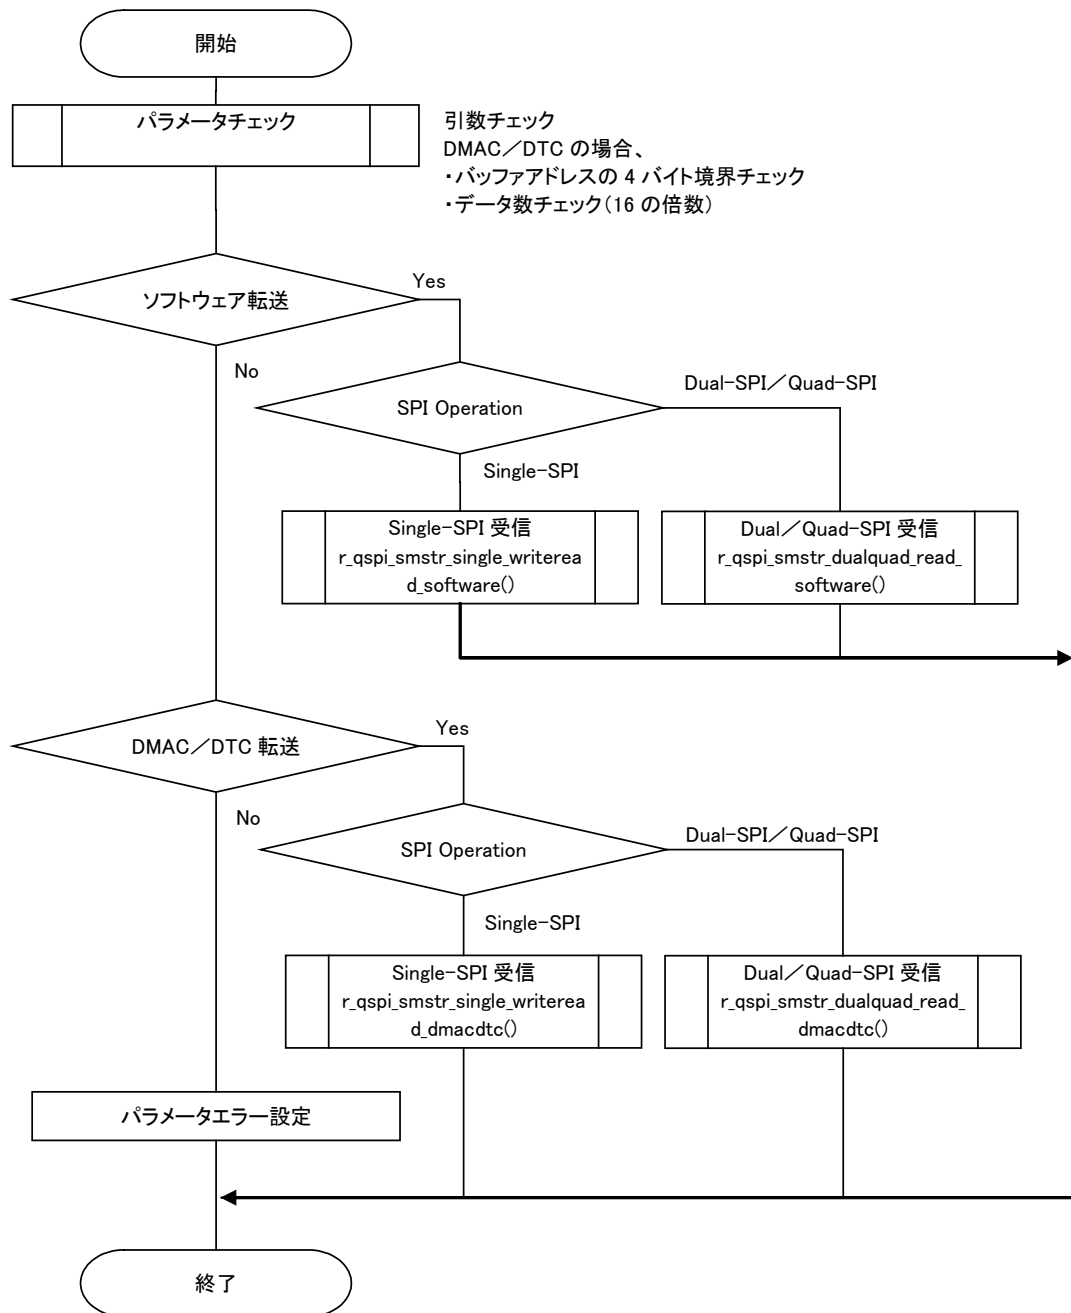 開始
パラメータチェック
引数チェック
DMAC／DTC の場合、
・バッファアドレスの 4 バイト境界チェック
・データ数チェック（16 の倍数）
ソフトウェア転送
Yes
No
SPI Operation
Dual-SPI／Quad-SPI
Single-SPI
Single-SPI 受信
r_qspi_smstr_single_writerea
d_software()
Dual／Quad-SPI 受信
r_qspi_smstr_dualquad_read_
software()
DMAC／DTC 転送
Yes
No
SPI Operation
Dual-SPI／Quad-SPI
Single-SPI
Single-SPI 受信
r_qspi_smstr_single_writerea
d_dmacdtc()
Dual／Quad-SPI 受信
r_qspi_smstr_dualquad_read_
dmacdtc()
パラメータエラー設定
終了